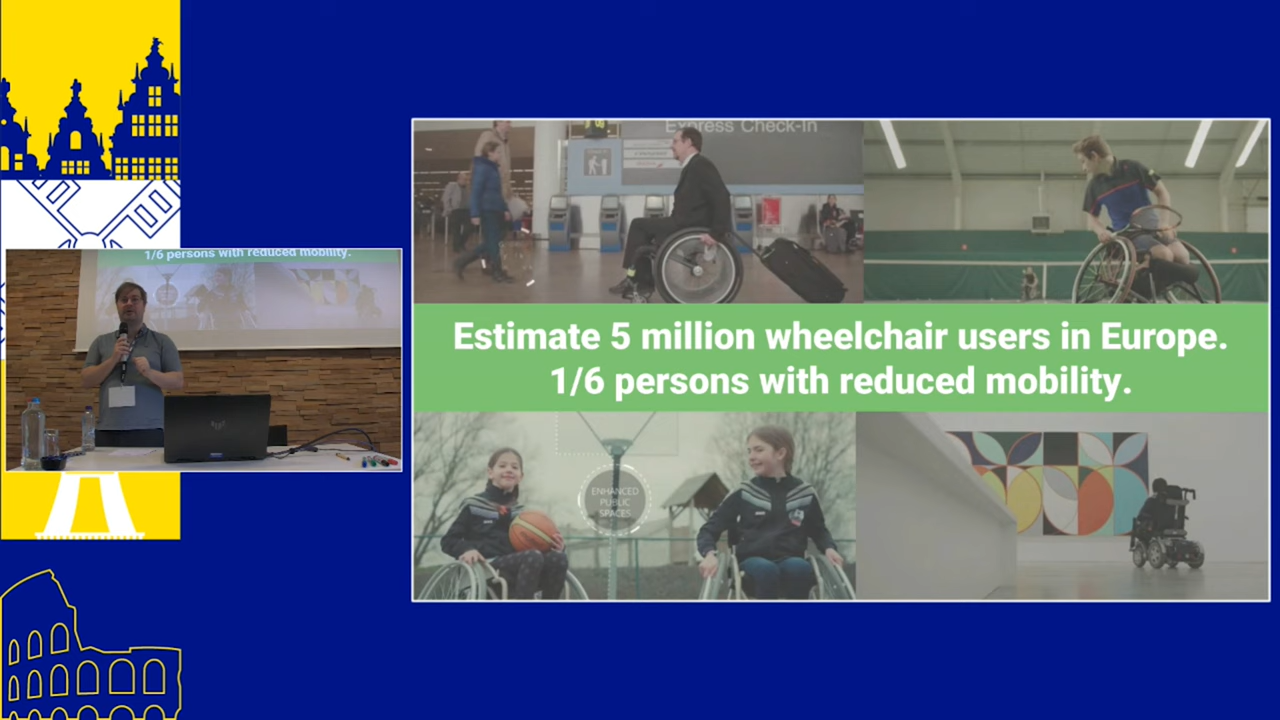 1/6 persons with reduced mobility.
Express Check-In
Estimate 5 million wheelchair users in Europe.
1/6 persons with reduced mobility.
ENHANCED
PUBLIC
SPACES